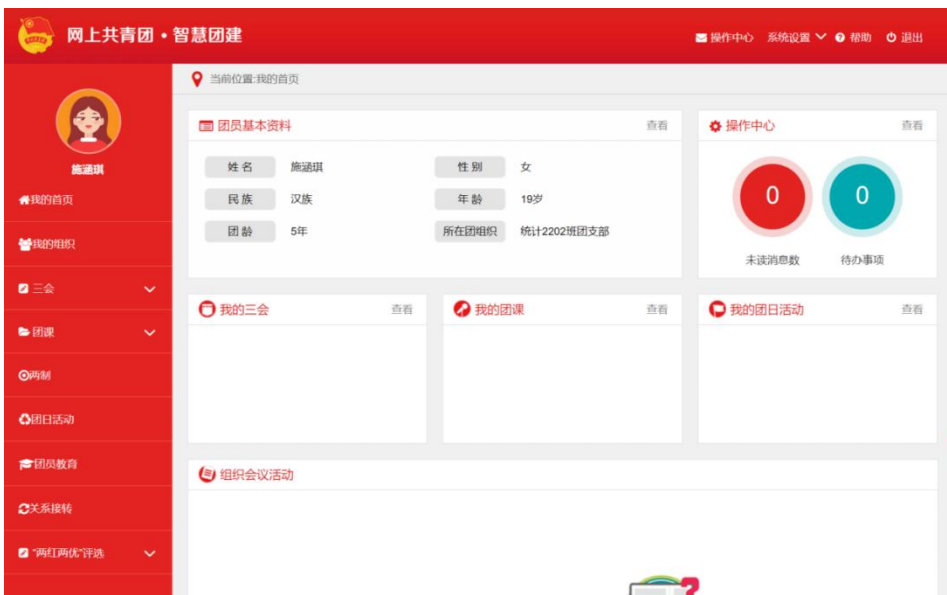 网上共青团·智慧团建
操作中心 系统设置 帮助 退出
当前位置:我的首页
施涵琪
我的首页
我的组织
三会
团课
两制
团日活动
团员教育
关系接转
“两红两优”评选
团员基本资料 查看
姓名 施涵琪 性别 女
民族 汉族 年龄 19岁
团龄 5年 所在团组织 统计2202班团支部
操作中心 查看
0 0
未读消息数 待办事项
我的三会 查看
我的团课 查看
我的团日活动 查看
组织会议活动
?